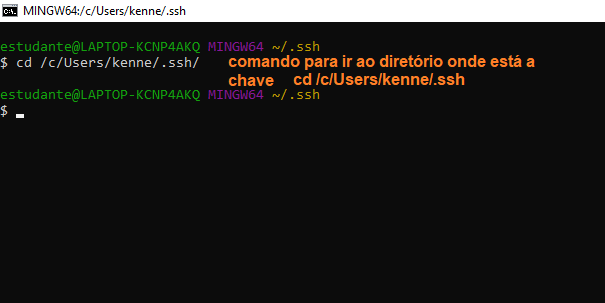 MINGW64:/c/Users/kenne/.ssh
estudante@LAPTOP-KCNP4AKQ MINGW64 ~/.ssh
$ cd /c/Users/kenne/.ssh/
comando para ir ao diretório onde está a
chave cd /c/Users/kenne/.ssh
estudante@LAPTOP-KCNP4AKQ MINGW64 ~/.ssh
$